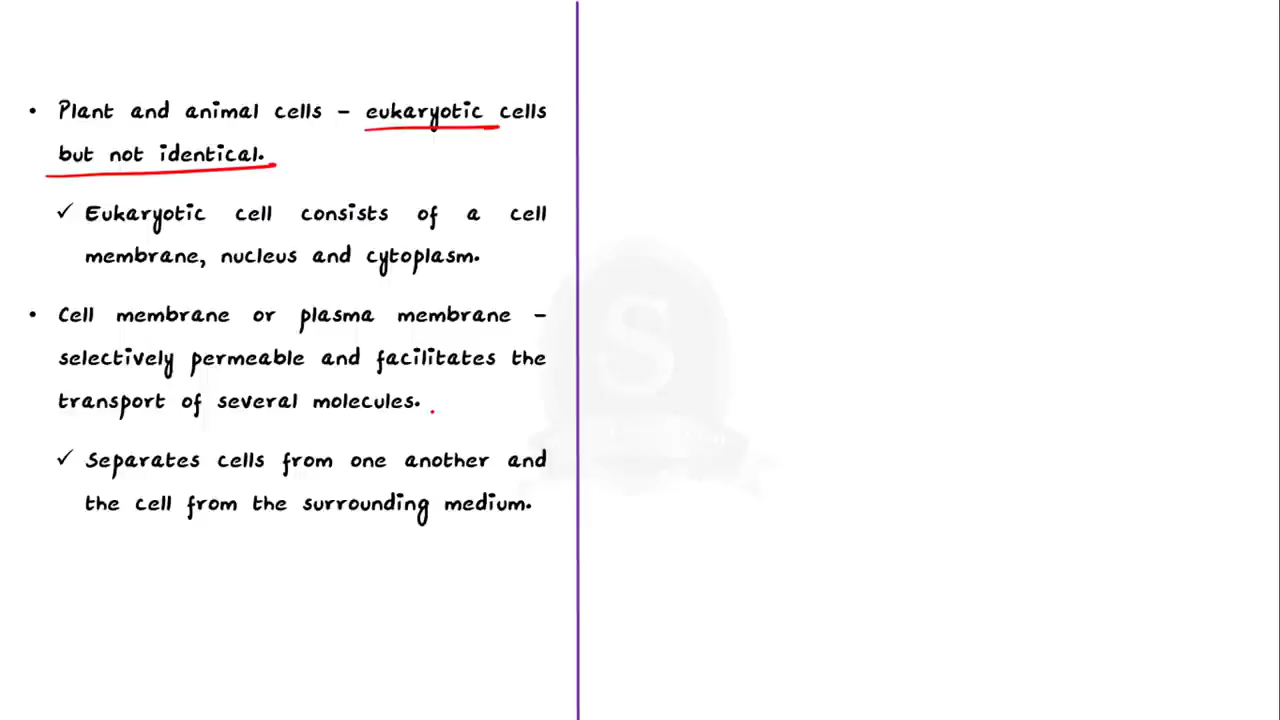 • Plant and animal cells – eukaryotic cells
but not identical.
✓ Eukaryotic cell consists of a cell
membrane, nucleus and cytoplasm.
• Cell membrane or plasma membrane –
selectively permeable and facilitates the
transport of several molecules.
✓ Separates cells from one another and
the cell from the surrounding medium.
S